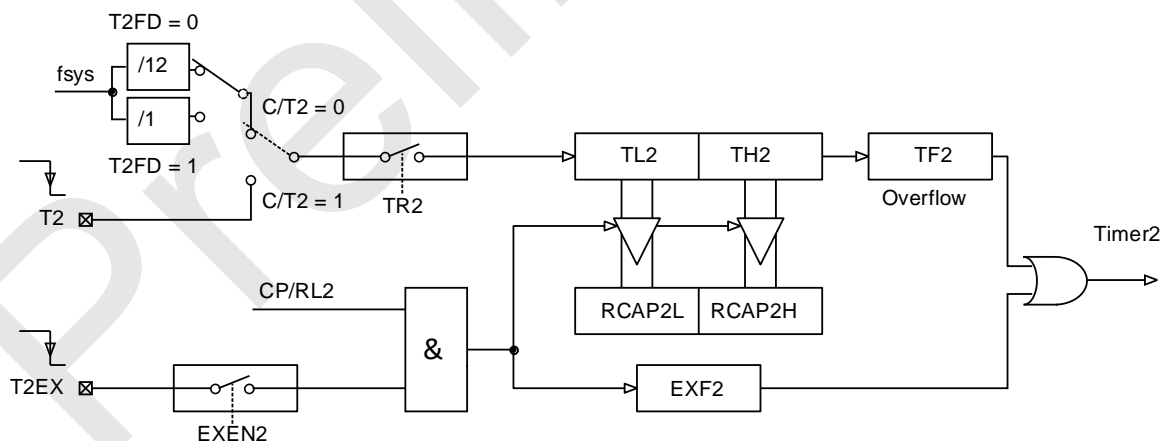 T2FD = 0
/12
fsys
C/T2 = 0
/1
T2FD = 1
TL2
TH2
TF2
C/T2 = 1
TR2
Overflow
T2
Timer2
CP/RL2
RCAP2L
RCAP2H
&
T2EX
EXF2
EXEN2
Prelim